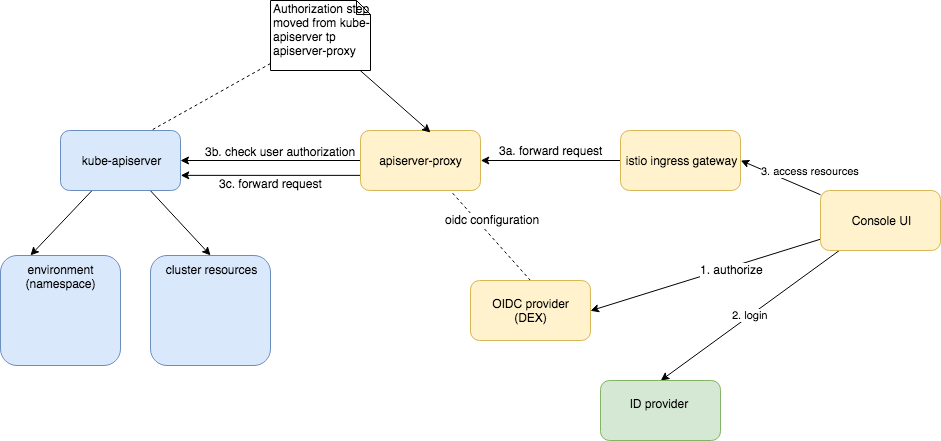 Authorization step
moved from kube-
apiserver tp
apiserver-proxy
kube-apiserver
3b. check user authorization
3c. forward request
apiserver-proxy
3a. forward request
istio ingress gateway
3. access resources
Console UI
oidc configuration
environment
(namespace)
cluster resources
1. authorize
OIDC provider
(DEX)
2. login
ID provider